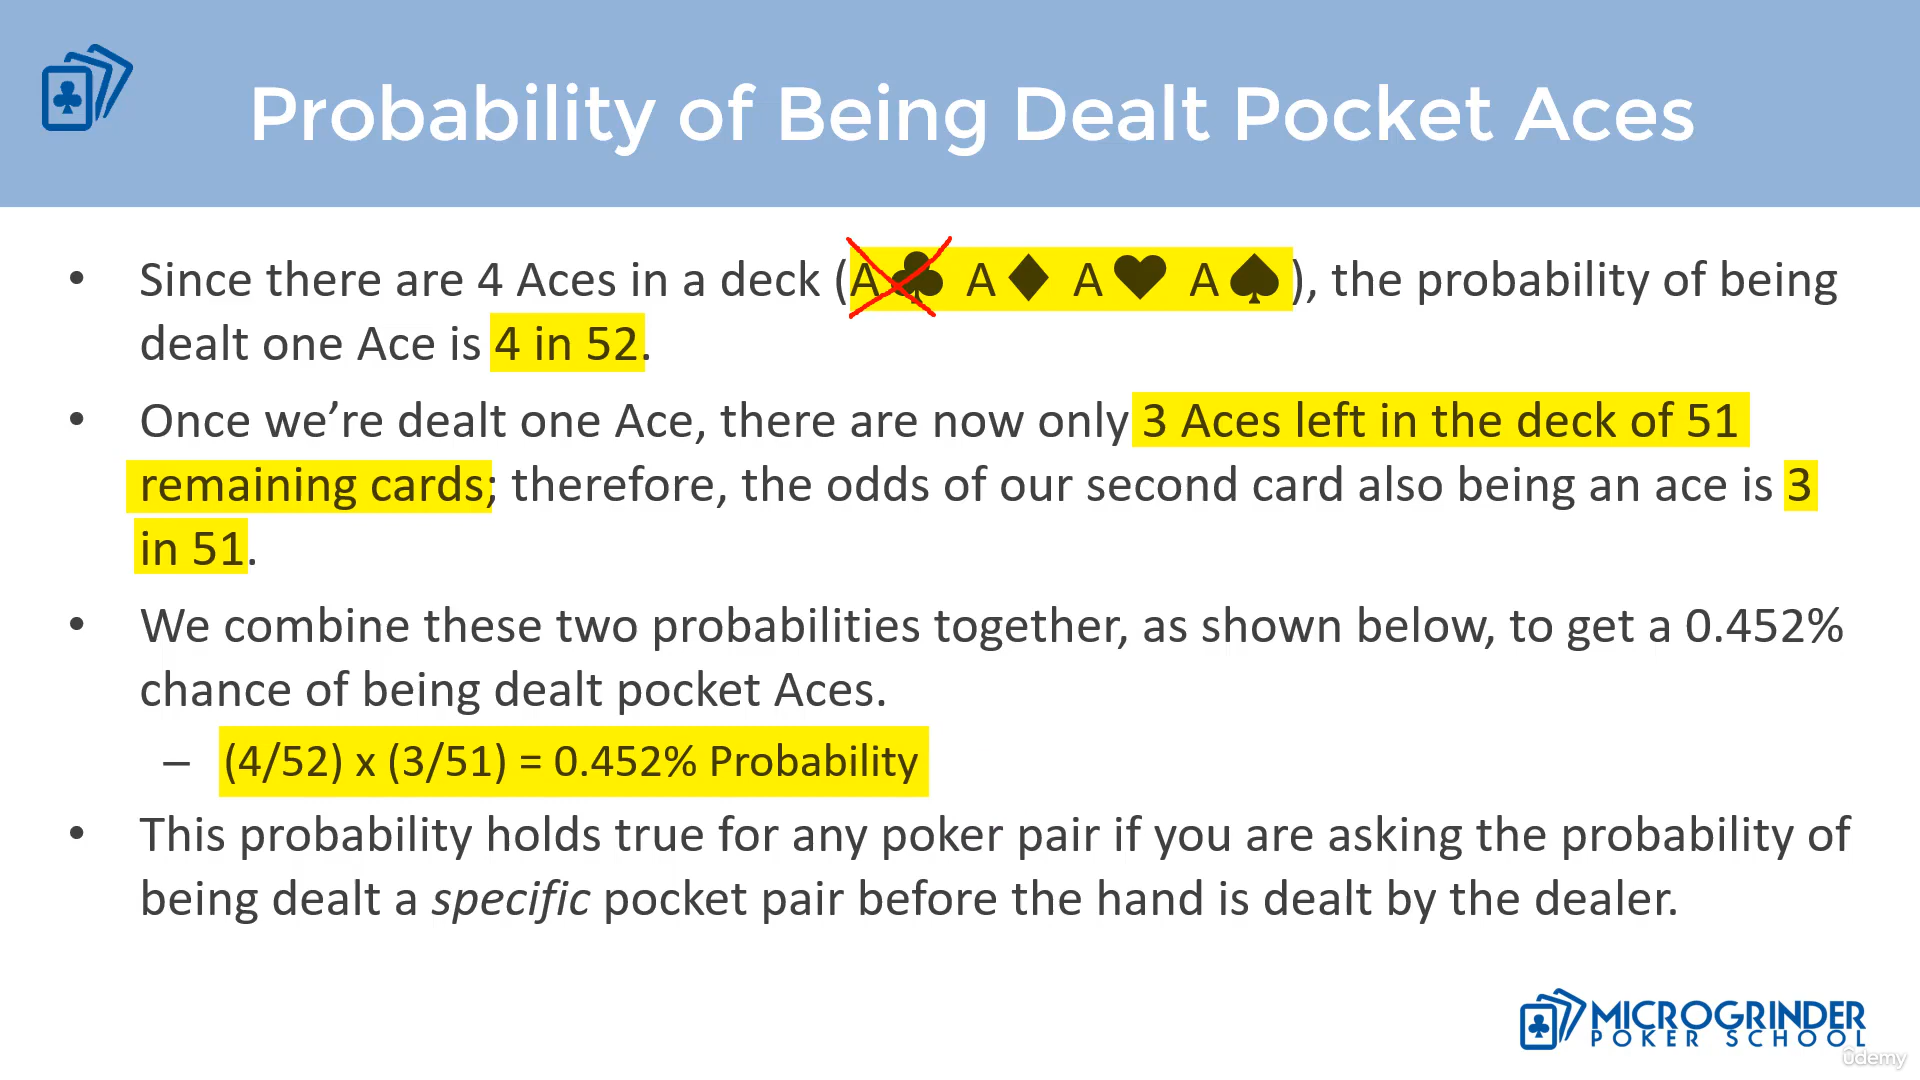 Probability of Being Dealt Pocket Aces
• Since there are 4 Aces in a deck (A♣ A♦ A♥ A♠), the probability of being
dealt one Ace is 4 in 52.
• Once we’re dealt one Ace, there are now only 3 Aces left in the deck of 51
remaining cards; therefore, the odds of our second card also being an ace is 3
in 51.
• We combine these two probabilities together, as shown below, to get a 0.452%
chance of being dealt pocket Aces.
– (4/52) x (3/51) = 0.452% Probability
• This probability holds true for any poker pair if you are asking the probability of
being dealt a specific pocket pair before the hand is dealt by the dealer.
MICROGRINDER
POKER SCHOOL
ûdemy